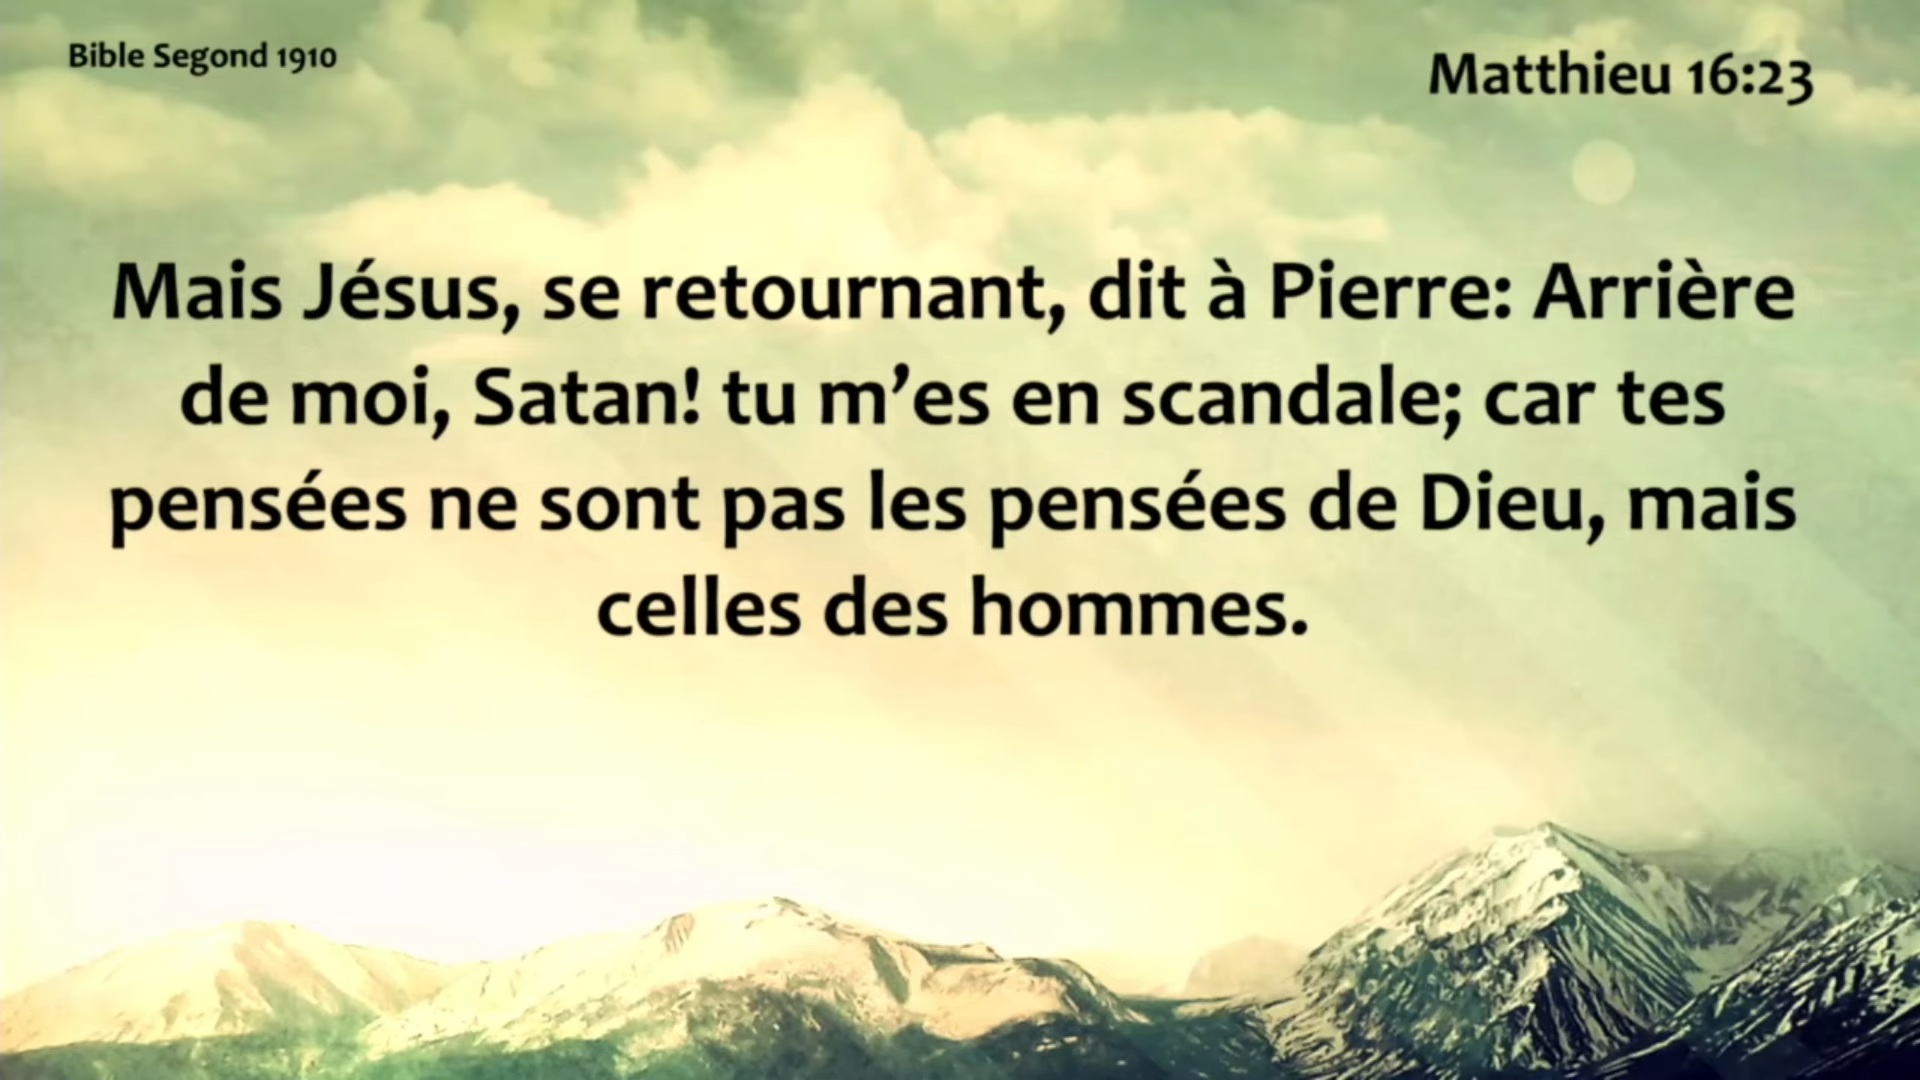 Bible Segond 1910
Matthieu 16:23
Mais Jésus, se retournant, dit à Pierre: Arrière
de moi, Satan! tu m’es en scandale; car tes
pensées ne sont pas les pensées de Dieu, mais
celles des hommes.